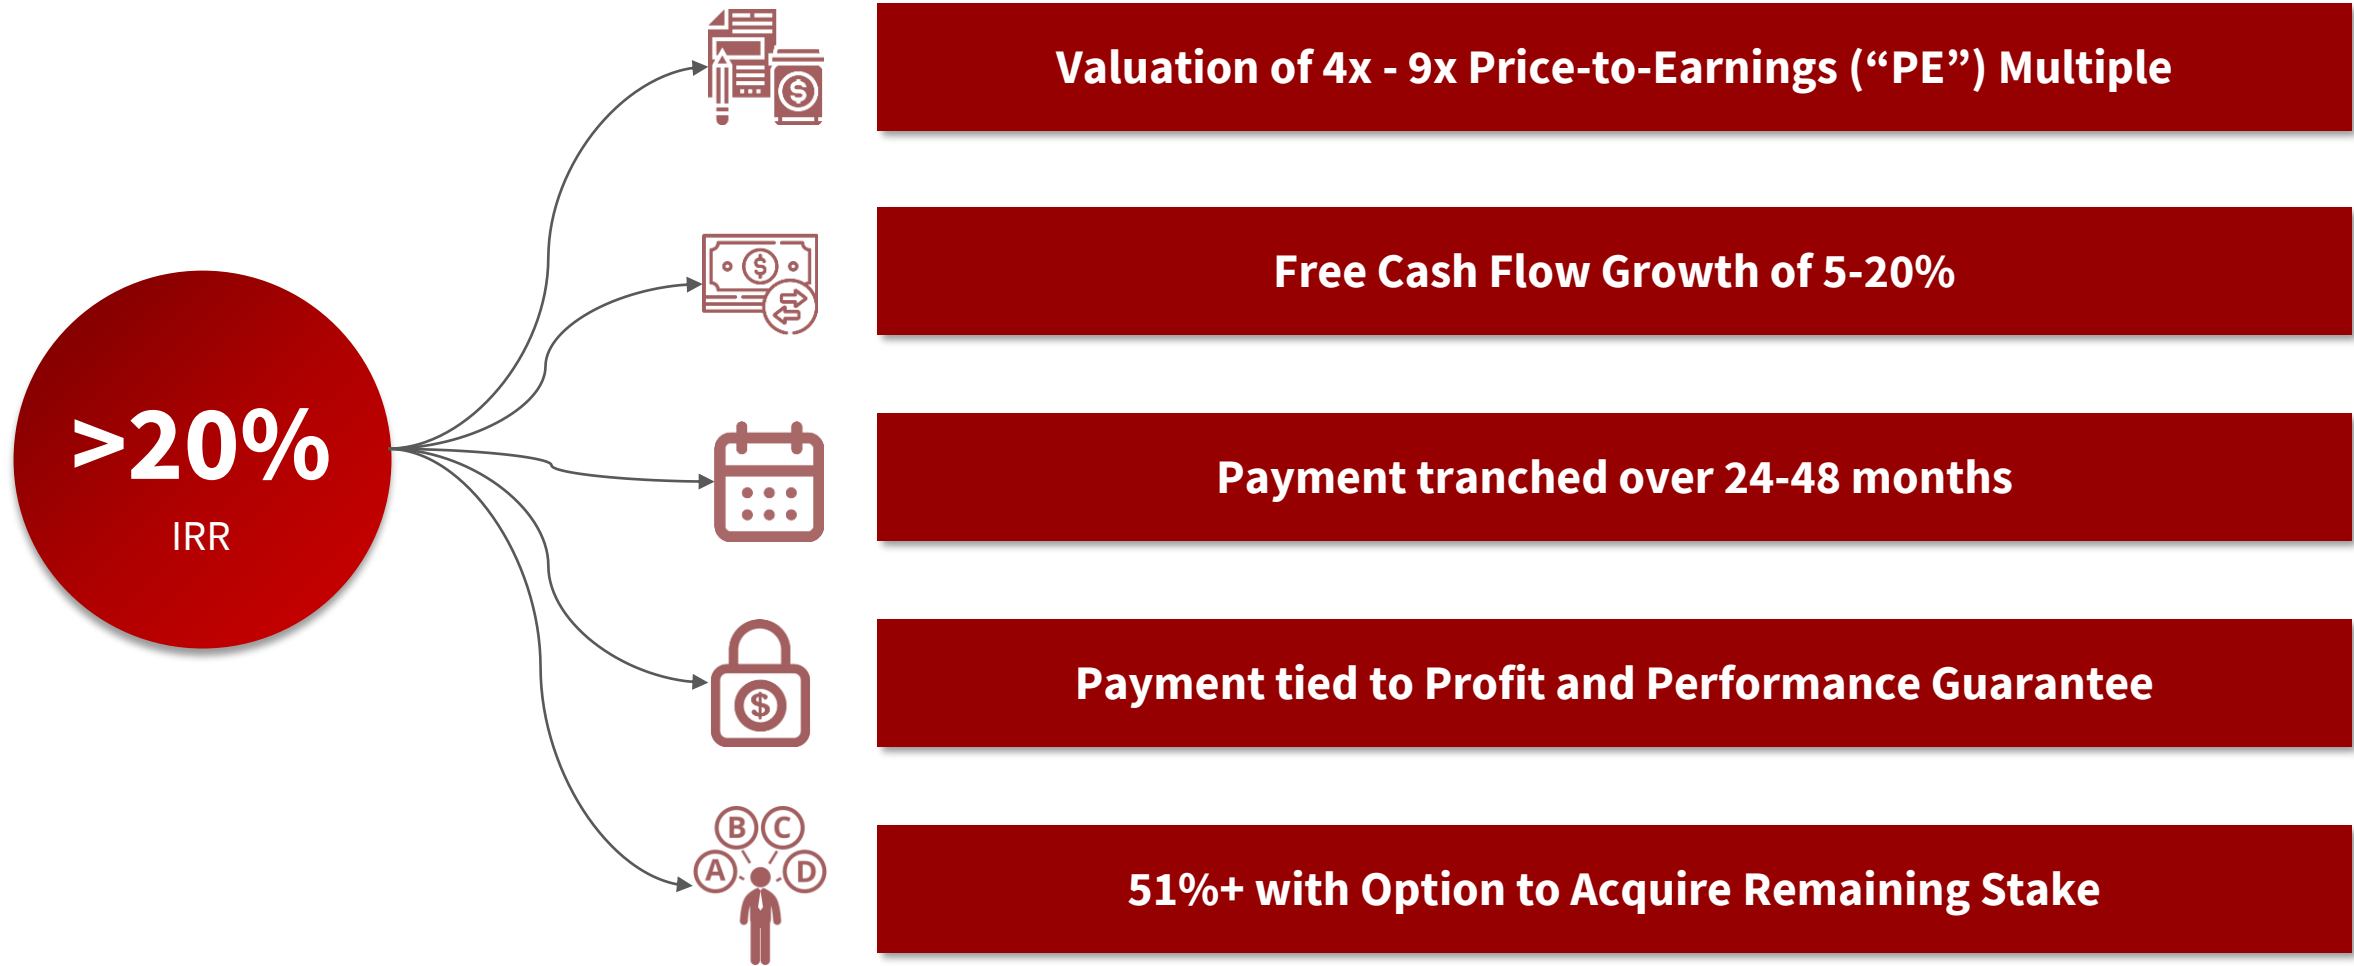 Valuation of 4x - 9x Price-to-Earnings (“PE”) Multiple
Free Cash Flow Growth of 5-20%
>20%
IRR
Payment tranched over 24-48 months
Payment tied to Profit and Performance Guarantee
B C
A D
51%+ with Option to Acquire Remaining Stake
$
$
$